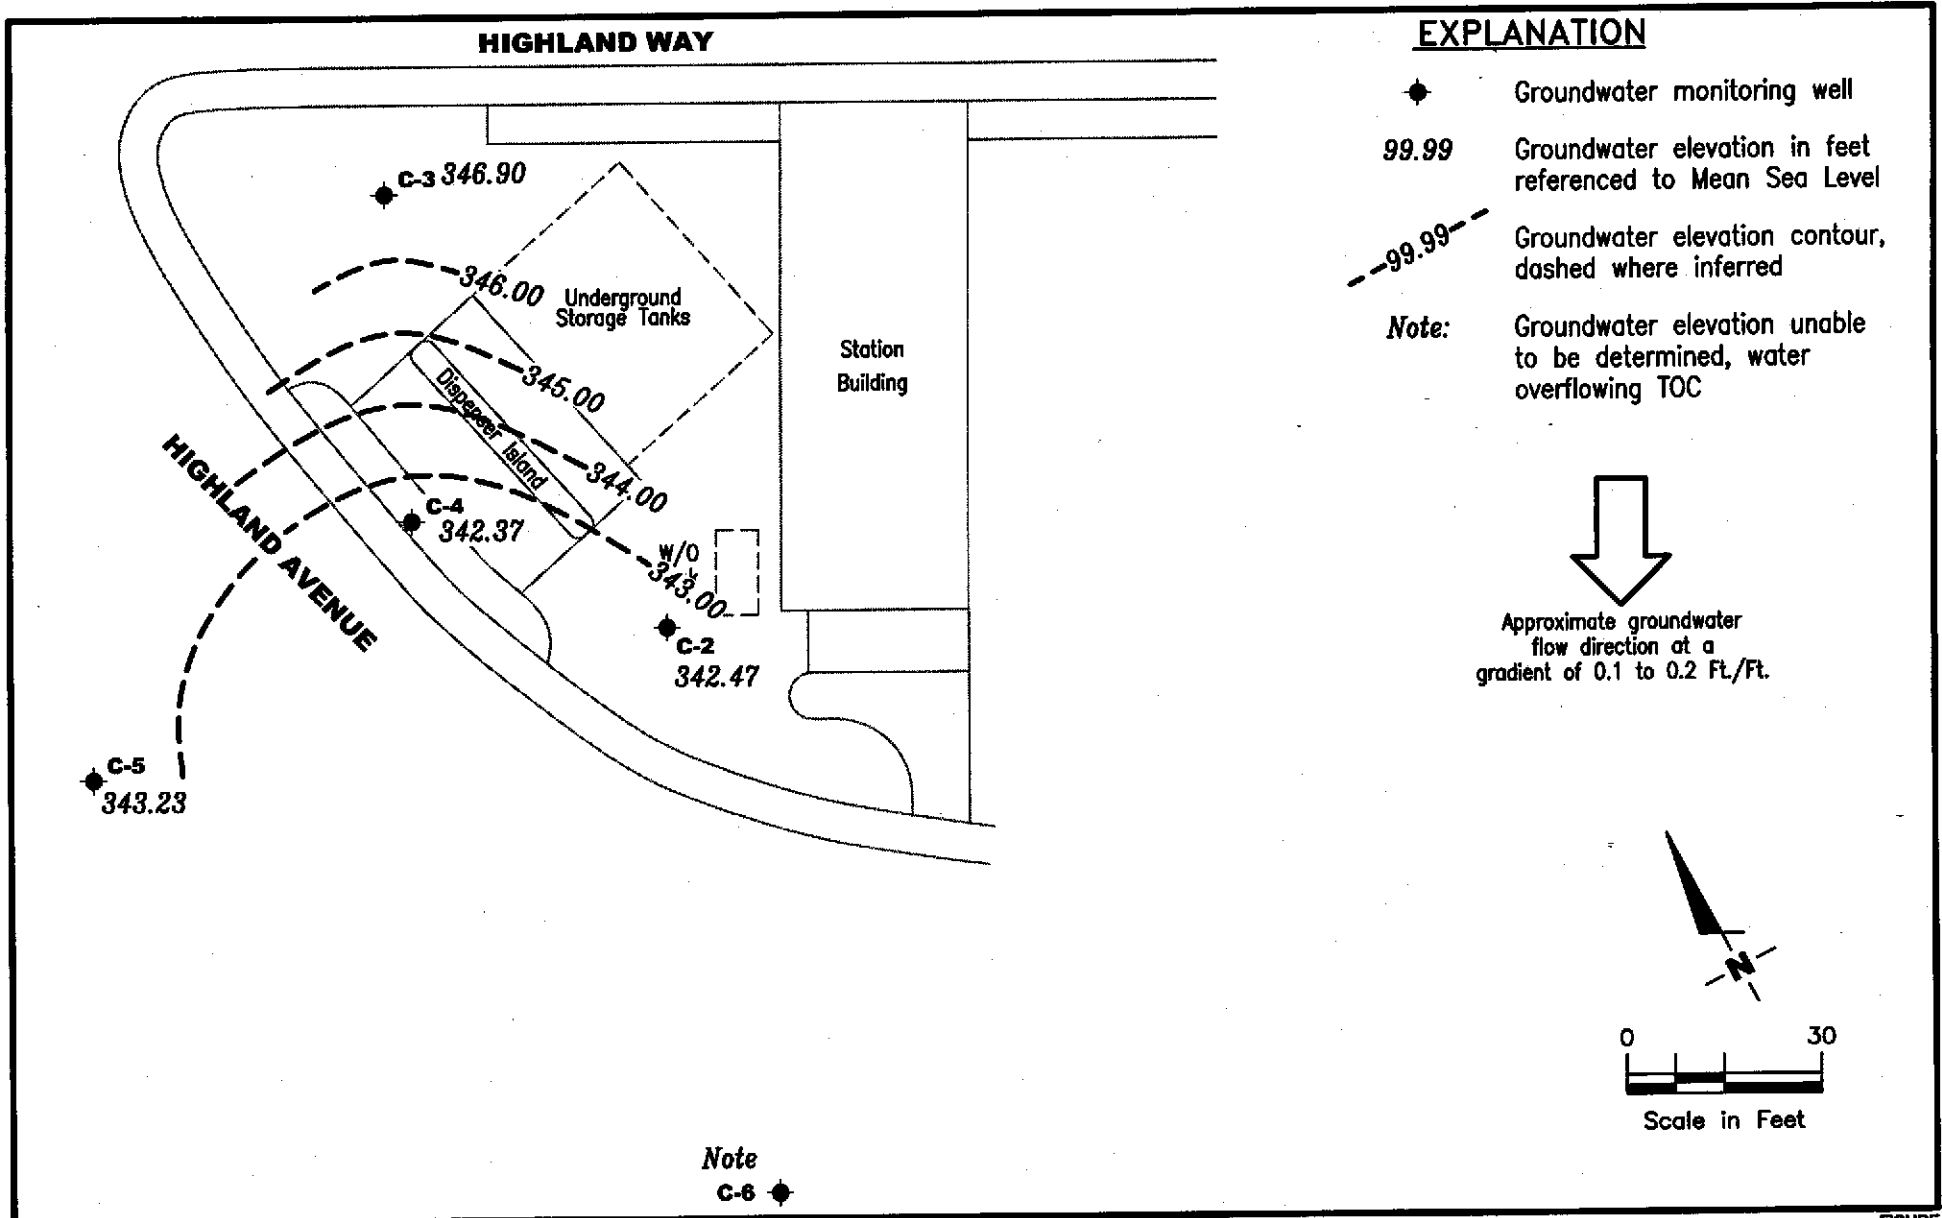 HIGHLAND WAY
EXPLANATION
Groundwater monitoring well
99.99
Groundwater elevation in feet
referenced to Mean Sea Level
99.99
Groundwater elevation contour,
dashed where inferred
Note:
Groundwater elevation unable
to be determined, water
overflowing TOC
C-3 346.90
346.00
Underground
Storage Tanks
Station
Building
345.00
Dispenser Island
344.00
HIGHLAND AVENUE
C-4
342.37
W/O
343.00
C-2
342.47
C-5
343.23
Approximate groundwater
flow direction at a
gradient of 0.1 to 0.2 Ft./Ft.
N
0 30
Scale in Feet
Note
C-6